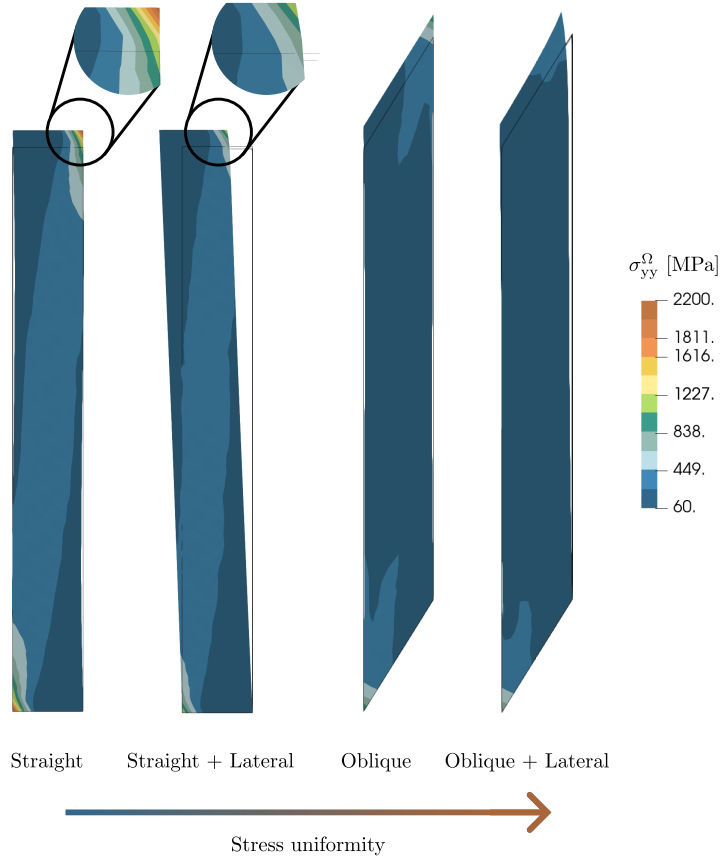 σ^Ω_yy [MPa]
2200.
1811.
1616.
1227.
838.
449.
60.
Straight
Straight + Lateral
Oblique
Oblique + Lateral
Stress uniformity